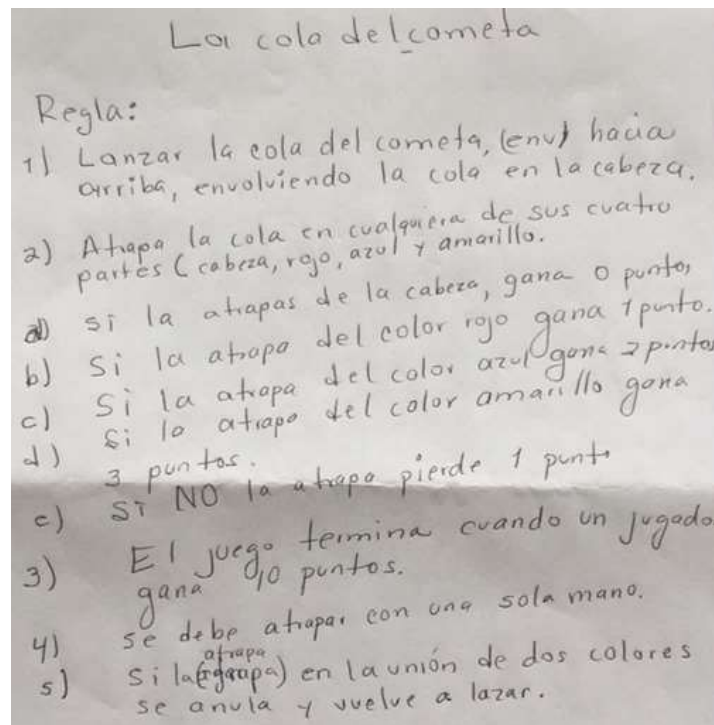 La cola del cometa
Regla:
1) Lanzar la cola del cometa, (env) hacia
arriba, envolviendo la cola en la cabeza.
2) Atrapa la cola en cualquiera de sus cuatro
partes (cabeza, rojo, azul y amarillo.
a) si la atrapas de la cabeza, gana 0 puntos
b) Si la atrapa del color rojo gana 1 punto.
c) Si la atrapa del color azul gana 2 puntos
d) Si la atrapa del color amarillo gana
3 puntos.
e) Si NO la atrapa pierde 1 punto
3) El juego termina cuando un jugado
gana 10 puntos.
4) se debe atrapar con una sola mano.
atrapa
5) Si la () en la unión de dos colores
se anula y vuelve a lazar.